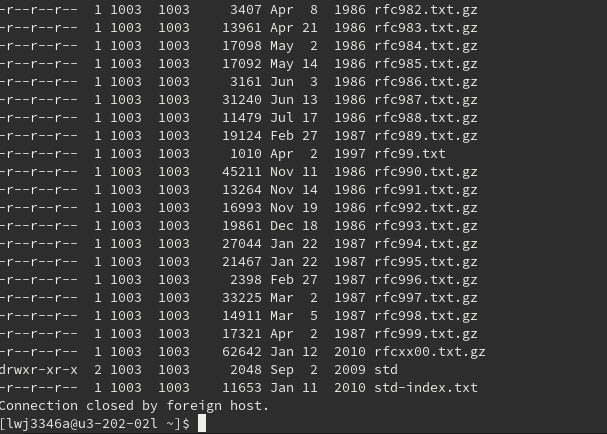 -r--r--r--  1 1003  1003     3407 Apr  8  1986 rfc982.txt.gz
-r--r--r--  1 1003  1003    13961 Apr 21  1986 rfc983.txt.gz
-r--r--r--  1 1003  1003    17098 May  2  1986 rfc984.txt.gz
-r--r--r--  1 1003  1003    17092 May 14  1986 rfc985.txt.gz
-r--r--r--  1 1003  1003     3161 Jun  3  1986 rfc986.txt.gz
-r--r--r--  1 1003  1003    31240 Jun 13  1986 rfc987.txt.gz
-r--r--r--  1 1003  1003    11479 Jul 17  1986 rfc988.txt.gz
-r--r--r--  1 1003  1003    19124 Feb 27  1987 rfc989.txt.gz
-r--r--r--  1 1003  1003     1010 Apr  2  1997 rfc99.txt
-r--r--r--  1 1003  1003    45211 Nov 11  1986 rfc990.txt.gz
-r--r--r--  1 1003  1003    13264 Nov 14  1986 rfc991.txt.gz
-r--r--r--  1 1003  1003    16993 Nov 19  1986 rfc992.txt.gz
-r--r--r--  1 1003  1003    19861 Dec 18  1986 rfc993.txt.gz
-r--r--r--  1 1003  1003    27044 Jan 22  1987 rfc994.txt.gz
-r--r--r--  1 1003  1003    21467 Jan 22  1987 rfc995.txt.gz
-r--r--r--  1 1003  1003     2398 Feb 27  1987 rfc996.txt.gz
-r--r--r--  1 1003  1003    33225 Mar  2  1987 rfc997.txt.gz
-r--r--r--  1 1003  1003    14911 Mar  5  1987 rfc998.txt.gz
-r--r--r--  1 1003  1003    17321 Apr  2  1987 rfc999.txt.gz
-r--r--r--  1 1003  1003    62642 Jan 12  2010 rfcxx00.txt.gz
drwxr-xr-x  2 1003  1003     2048 Sep  2  2009 std
-r--r--r--  1 1003  1003    11653 Jan 11  2010 std-index.txt
Connection closed by foreign host.
[lwj3346a@u3-202-02l ~]$